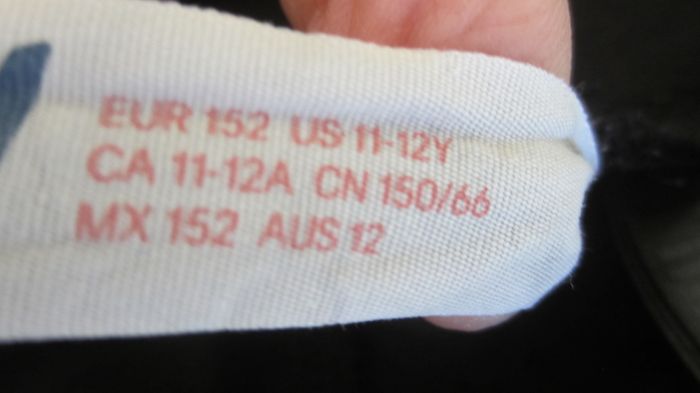 EUR 152 US 11-12Y
CA 11-12A CN 150/66
MX 152 AUS 12